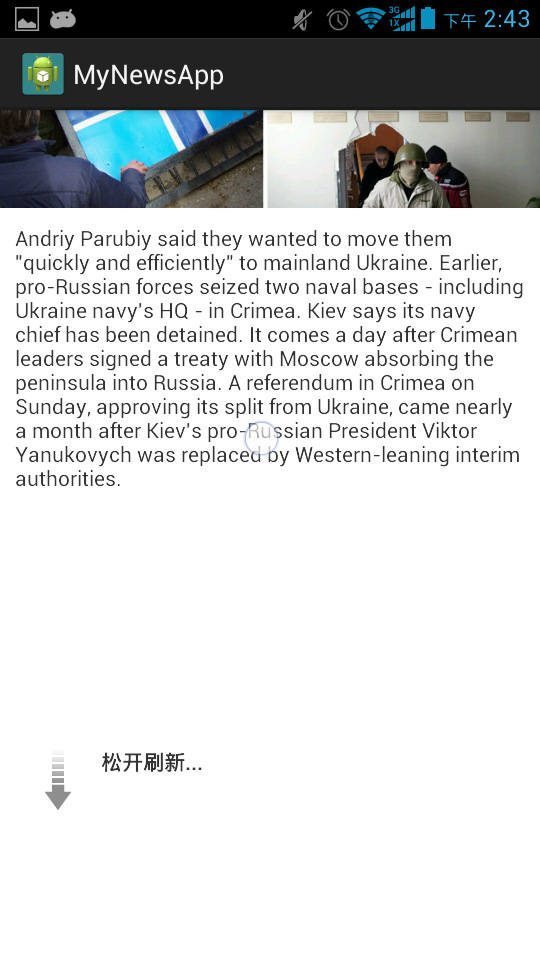 3G
1X
下午 2:43
MyNewsApp
Andriy Parubiy said they wanted to move them
"quickly and efficiently" to mainland Ukraine. Earlier,
pro-Russian forces seized two naval bases - including
Ukraine navy's HQ - in Crimea. Kiev says its navy
chief has been detained. It comes a day after Crimean
leaders signed a treaty with Moscow absorbing the
peninsula into Russia. A referendum in Crimea on
Sunday, approving its split from Ukraine, came nearly
a month after Kiev's pro-Russian President Viktor
Yanukovych was replaced by Western-leaning interim
authorities.
松开刷新...